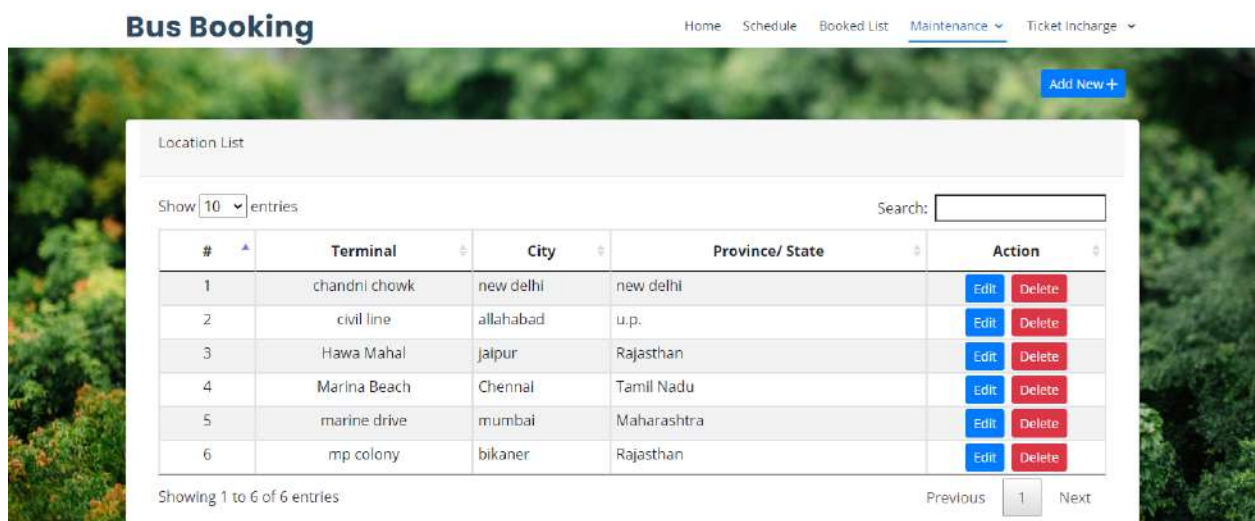 Bus Booking Home Schedule Booked List Maintenance Ticket Incharge
Add New +
Location List
Show 10 entries Search:
# Terminal City Province/ State Action
1 chandni chowk new delhi new delhi Edit Delete
2 civil line allahabad u.p. Edit Delete
3 Hawa Mahal jaipur Rajasthan Edit Delete
4 Marina Beach Chennai Tamil Nadu Edit Delete
5 marine drive mumbai Maharashtra Edit Delete
6 mp colony bikaner Rajasthan Edit Delete
Showing 1 to 6 of 6 entries Previous 1 Next